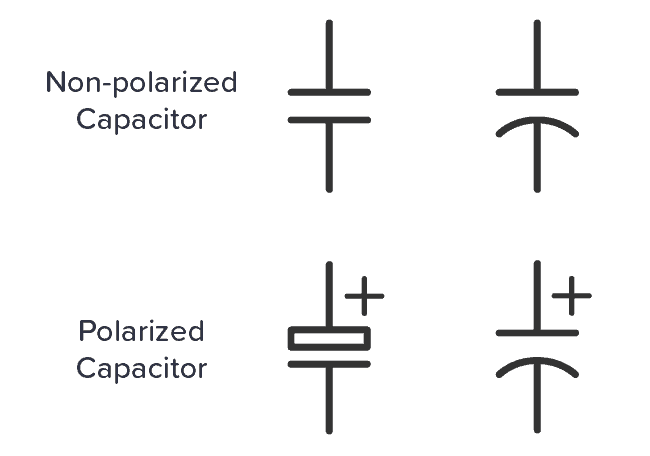 Non-polarized
Capacitor
+
+
Polarized
Capacitor